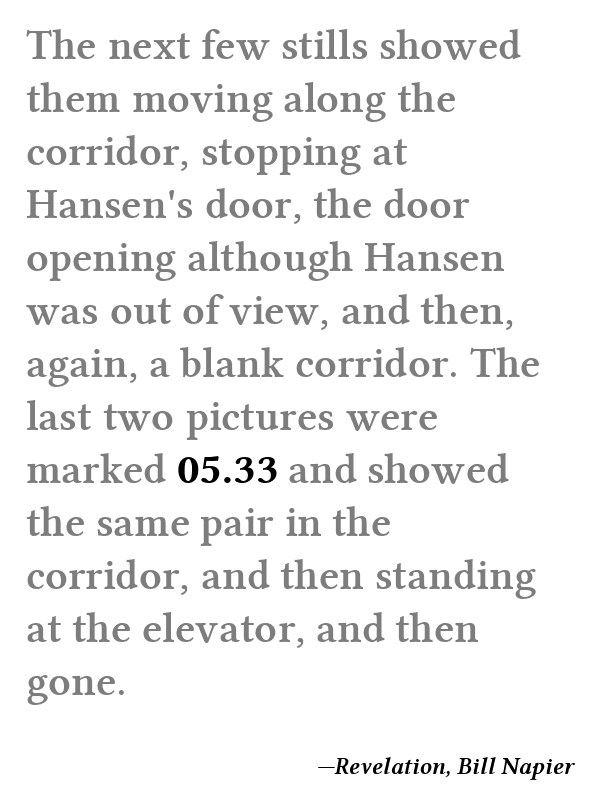 The next few stills showed
them moving along the
corridor, stopping at
Hansen's door, the door
opening although Hansen
was out of view, and then,
again, a blank corridor. The
last two pictures were
marked 05.33 and showed
the same pair in the
corridor, and then standing
at the elevator, and then
gone.
—Revelation, Bill Napier